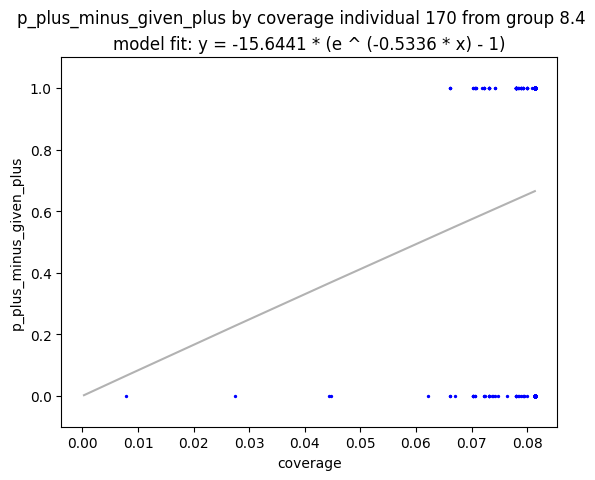 p_plus_minus_given_plus by coverage individual 170 from group 8.4
model fit: y = -15.6441 * (e ^ (-0.5336 * x) - 1)
1.0
0.8
0.6
0.4
0.2
0.0
p_plus_minus_given_plus
0.00 0.01 0.02 0.03 0.04 0.05 0.06 0.07 0.08
coverage